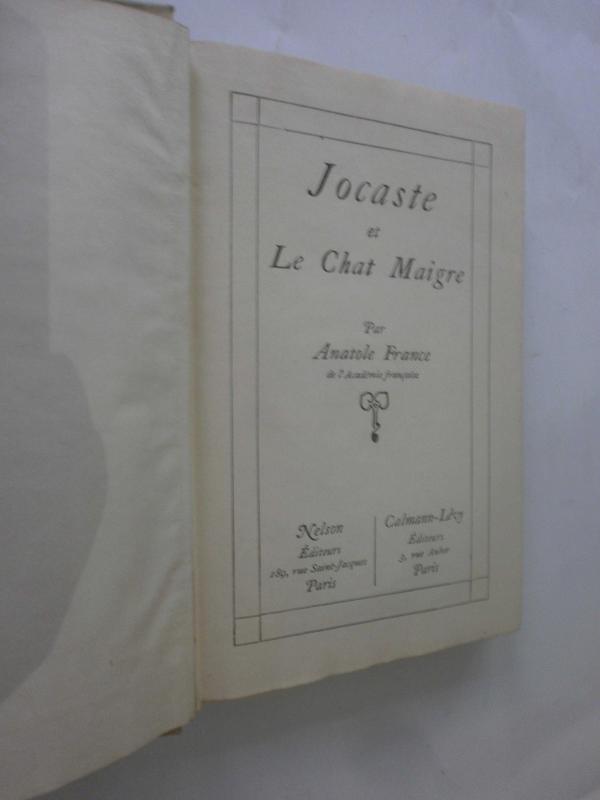 Jocaste
et
Le Chat Maigre
Par
Anatole France
de l'Académie française
Nelson
Éditeurs
189, rue Saint-Jacques
Paris
Calmann-Lévy
Éditeurs
3, rue Auber
Paris